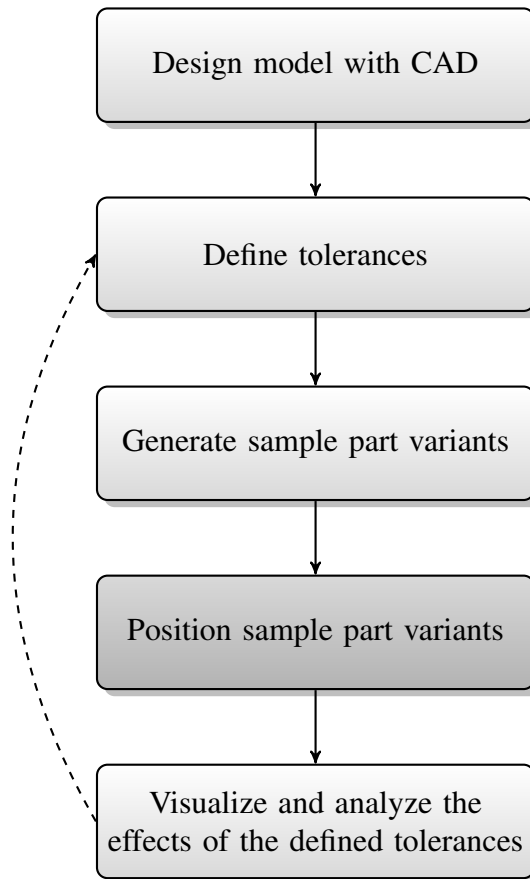 Design model with CAD
Define tolerances
Generate sample part variants
Position sample part variants
Visualize and analyze the
effects of the defined tolerances